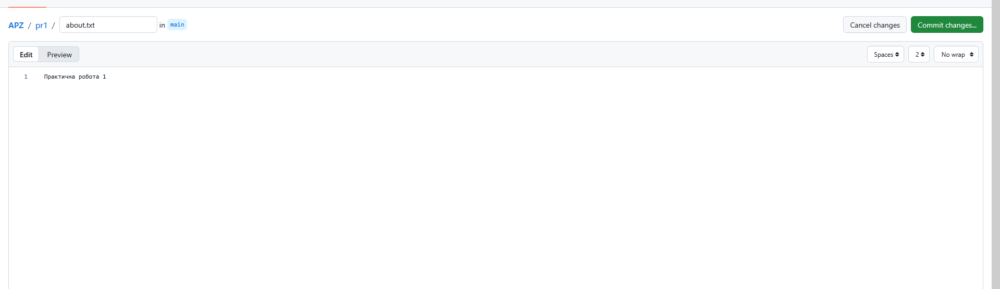 APZ / pr1 / about.txt in main
Cancel changes Commit changes...
Edit Preview
Spaces 2 No wrap
1 Практична робота 1